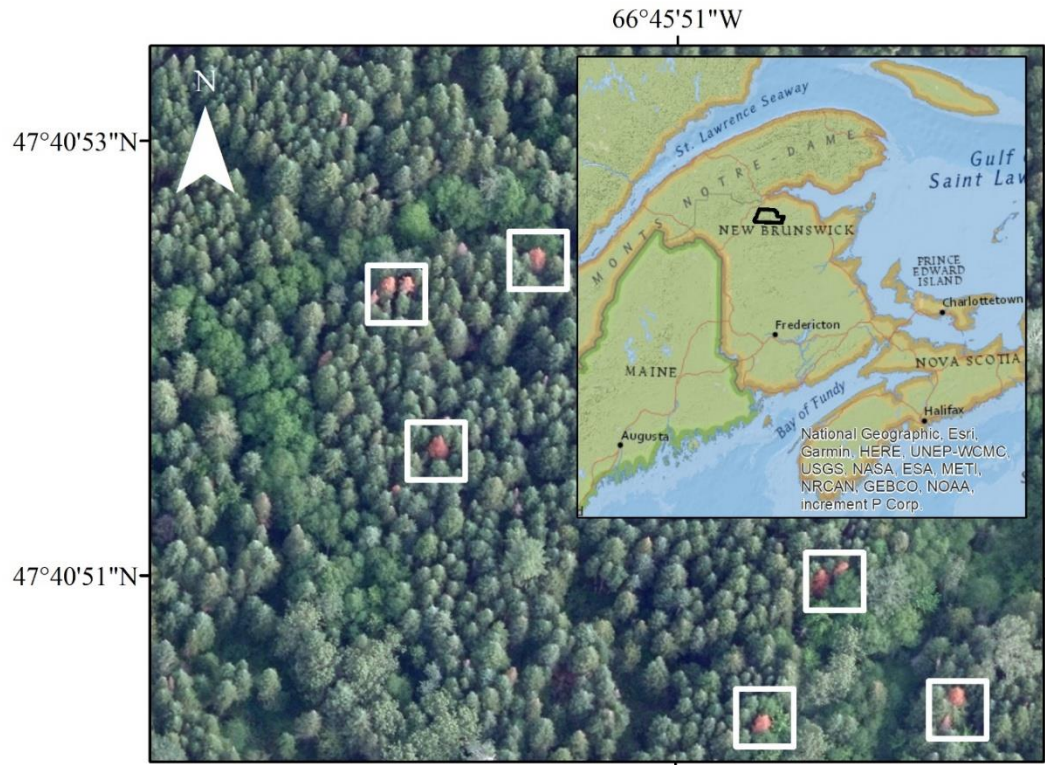 66°45'51"W
47°40'53"N
N
St. Lawrence Seaway
MONTS NOTRE-DAME
Gulf
Saint Law
NEW BRUNSWICK
PRINCE
EDWARD
ISLAND
Charlottetown
Fredericton
NOVA SCOTIA
MAINE
Bay of Fundy
Halifax
Augusta
National Geographic, Esri,
Garmin, HERE, UNEP-WCMC,
USGS, NASA, ESA, METI,
NRCAN, GEBCO, NOAA,
increment P Corp.
47°40'51"N